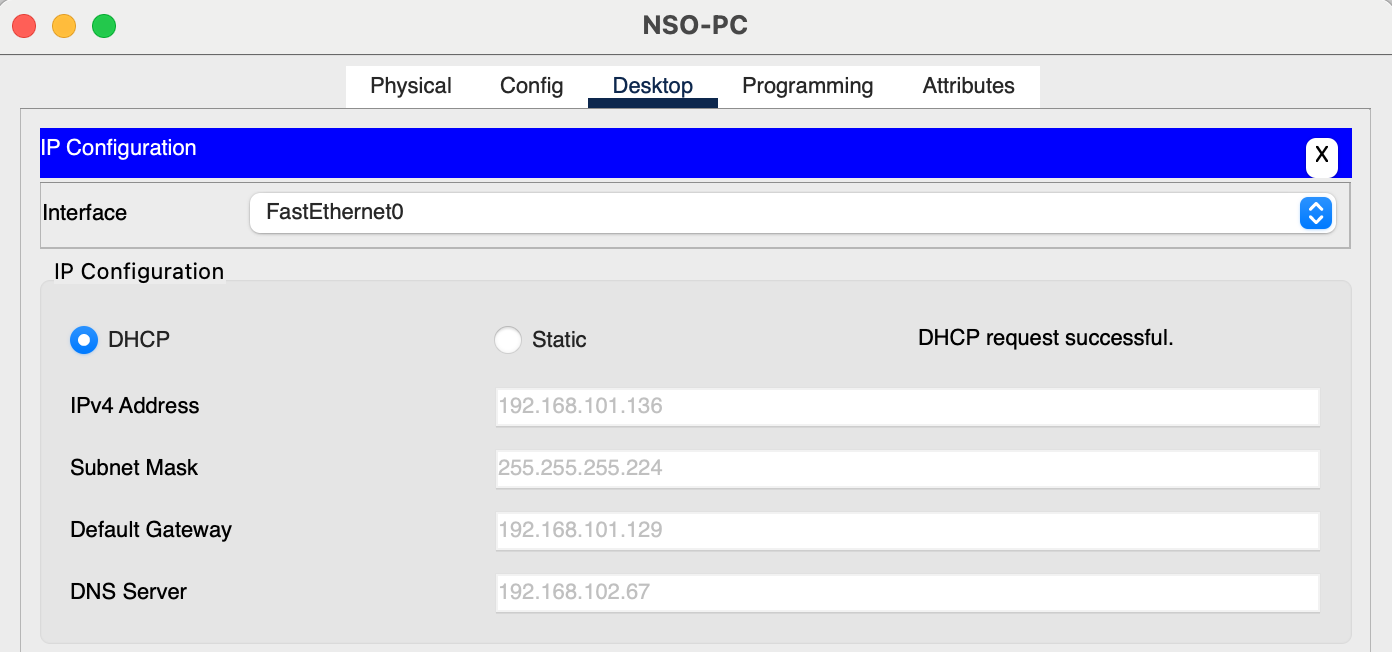 NSO-PC
Physical Config Desktop Programming Attributes
IP Configuration X
Interface FastEthernet0
IP Configuration
DHCP Static DHCP request successful.
IPv4 Address 192.168.101.136
Subnet Mask 255.255.255.224
Default Gateway 192.168.101.129
DNS Server 192.168.102.67